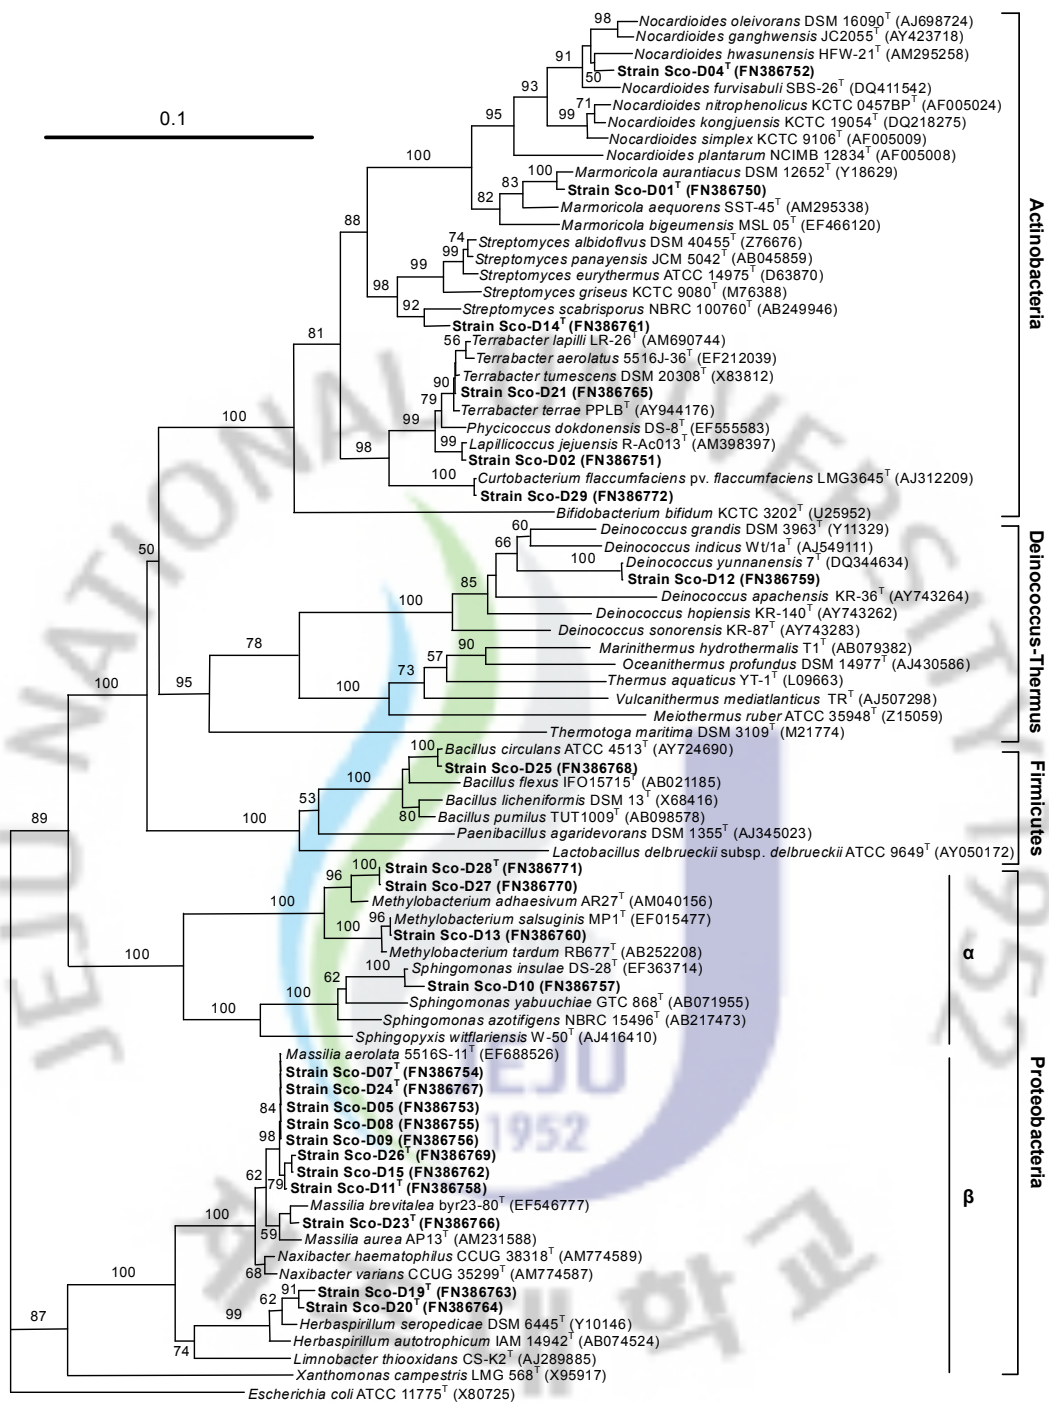 98
Nocardioides oleivorans DSM 16090T (AJ698724)
Nocardioides ganghwensis JC2055T (AY423718)
91
Nocardioides hwasunensis HFW-21T (AM295258)
Strain Sco-D04T (FN386752)
50
93
Nocardioides furvisabuli SBS-26T (DQ411542)
71
Nocardioides nitrophenolicus KCTC 0457BPT (AF005024)
0.1
95
99
Nocardioides kongjuensis KCTC 19054T (DQ218275)
Nocardioides simplex KCTC 9106T (AF005009)
Nocardioides plantarum NCIMB 12834T (AF005008)
100
100
Marmoricola aurantiacus DSM 12652T (Y18629)
83
Strain Sco-D01T (FN386750)
82
Marmoricola aequorens SST-45T (AM295338)
88
Marmoricola bigeumensis MSL 05T (EF466120)
74
Streptomyces albidoflvus DSM 40455T (Z76676)
99
Streptomyces panayensis JCM 5042T (AB045859)
99
Streptomyces eurythermus ATCC 14975T (D63870)
98
Streptomyces griseus KCTC 9080T (M76388)
92
Streptomyces scabrisporus NBRC 100760T (AB249946)
Strain Sco-D14T (FN386761)
81
56
Terrabacter lapilli LR-26T (AM690744)
Terrabacter aerolatus 5516J-36T (EF212039)
Terrabacter tumescens DSM 20308T (X83812)
90
Strain Sco-D21 (FN386765)
79
Terrabacter terrae PPLBT (AY944176)
100
99
Phycicoccus dokdonensis DS-8T (EF555583)
98
99
Lapillicoccus jejuensis R-Ac013T (AM398397)
Strain Sco-D02 (FN386751)
100
Curtobacterium flaccumfaciens pv. flaccumfaciens LMG3645T (AJ312209)
Strain Sco-D29 (FN386772)
Bifidobacterium bifidum KCTC 3202T (U25952)
Actinobacteria
50
60
Deinococcus grandis DSM 3963T (Y11329)
66
Deinococcus indicus Wt/1aT (AJ549111)
100
Deinococcus yunnanensis 7T (DQ344634)
Strain Sco-D12 (FN386759)
85
Deinococcus apachensis KR-36T (AY743264)
100
Deinococcus hopiensis KR-140T (AY743262)
Deinococcus sonorensis KR-87T (AY743283)
78
90
Marinithermus hydrothermalis T1T (AB079382)
57
Oceanithermus profundus DSM 14977T (AJ430586)
73
Thermus aquaticus YT-1T (L09663)
100
95
100
Vulcanithermus mediatlanticus TRT (AJ507298)
Meiothermus ruber ATCC 35948T (Z15059)
Thermotoga maritima DSM 3109T (M21774)
Deinococcus-Thermus
100
Bacillus circulans ATCC 4513T (AY724690)
Strain Sco-D25 (FN386768)
100
Bacillus flexus IFO15715T (AB021185)
53
Bacillus licheniformis DSM 13T (X68416)
80
Bacillus pumilus TUT1009T (AB098578)
89
100
Paenibacillus agaridevorans DSM 1355T (AJ345023)
Lactobacillus delbrueckii subsp. delbrueckii ATCC 9649T (AY050172)
Firmicutes
100
Strain Sco-D28T (FN386771)
96
Strain Sco-D27 (FN386770)
100
Methylobacterium adhaesivum AR27T (AM040156)
96
Methylobacterium salsuginis MP1T (EF015477)
100
Strain Sco-D13 (FN386760)
Methylobacterium tardum RB677T (AB252208)
100
100
Sphingomonas insulae DS-28T (EF363714)
62
Strain Sco-D10 (FN386757)
100
Sphingomonas yabuuchiae GTC 868T (AB071955)
100
Sphingomonas azotifigens NBRC 15496T (AB217473)
Sphingopyxis witflariensis W-50T (AJ416410)
α
Massilia aerolata 5516S-11T (EF688526)
Strain Sco-D07T (FN386754)
Strain Sco-D24T (FN386767)
84
Strain Sco-D05 (FN386753)
Strain Sco-D08 (FN386755)
98
Strain Sco-D09 (FN386756)
Strain Sco-D26T (FN386769)
62
Strain Sco-D15 (FN386762)
79
Strain Sco-D11T (FN386758)
Massilia brevitalea byr23-80T (EF546777)
100
Strain Sco-D23T (FN386766)
59
Massilia aurea AP13T (AM231588)
Naxibacter haematophilus CCUG 38318T (AM774589)
68
Naxibacter varians CCUG 35299T (AM774587)
100
91
Strain Sco-D19T (FN386763)
62
Strain Sco-D20T (FN386764)
99
Herbaspirillum seropedicae DSM 6445T (Y10146)
87
Herbaspirillum autotrophicum IAM 14942T (AB074524)
74
Limnobacter thiooxidans CS-K2T (AJ289885)
Xanthomonas campestris LMG 568T (X95917)
β
Proteobacteria
Escherichia coli ATCC 11775T (X80725)
JEJU NATIONAL UNIVERSITY 1952
JEJU
1952
제주대학교